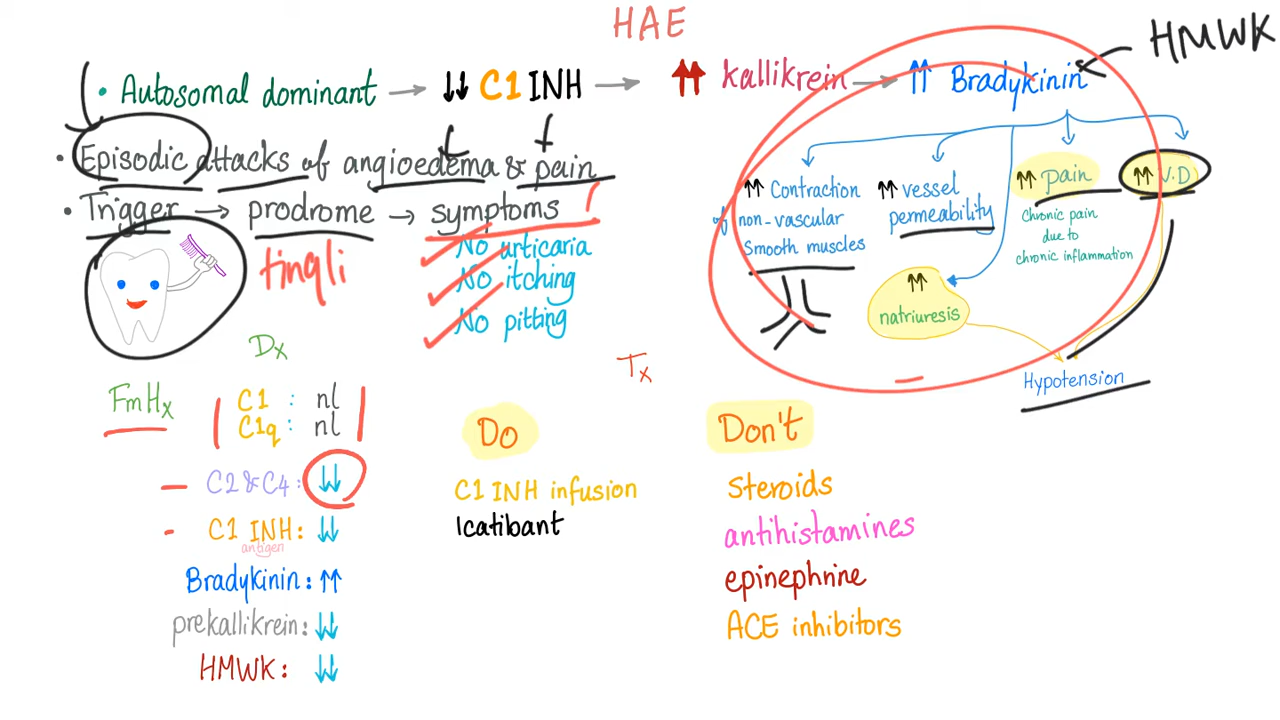 HAE
HMWK
• Autosomal dominant → ↓↓ C1 INH → ↑↑ kallikrein → ↑↑ Bradykinin
• Episodic attacks of angioedema & pain
• Trigger → prodrome → symptoms
tingli
No urticaria
No itching
No pitting
↑↑ Contraction
of non-vascular
smooth muscles
↑↑ vessel
permeability
↑↑ pain
chronic pain
due to
chronic inflammation
↑↑ V.D
↑↑
natriuresis
Hypotension
Dx
FmHx
C1 : nl
C1q : nl
C2 & C4: ↓↓
C1 INH: ↓↓
antigen
Bradykinin: ↑↑
prekallikrein: ↓↓
HMWK: ↓↓
Tx
Do
C1 INH infusion
Icatibant
Don't
Steroids
antihistamines
epinephrine
ACE inhibitors